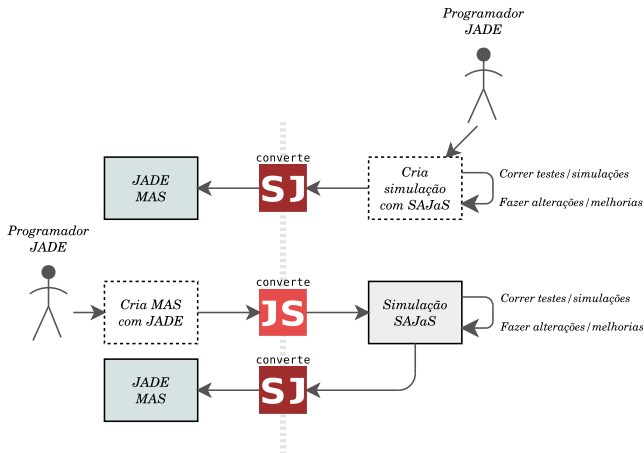 Programador
JADE
converte
JADE
MAS
SJ
Cria
simulação
com SAJaS
Correr testes/simulações
Fazer alterações/melhorias
Programador
JADE
converte
Cria MAS
com JADE
JS
Simulação
SAJaS
Correr testes/simulações
Fazer alterações/melhorias
converte
JADE
MAS
SJ